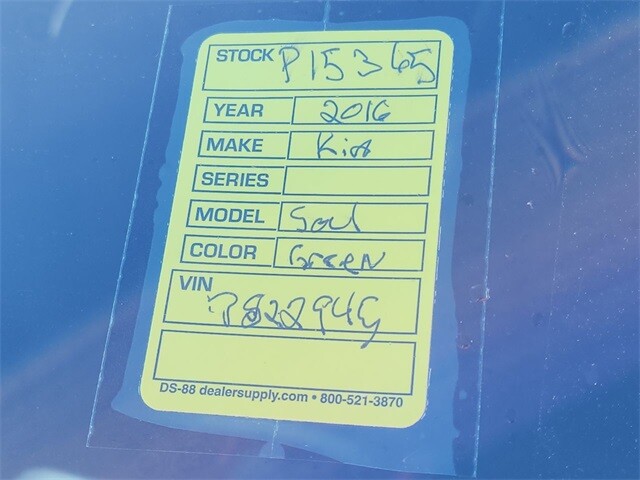 STOCK P15365
YEAR 2016
MAKE Kia
SERIES
MODEL Soul
COLOR Green
VIN
DS-88 dealersupply.com • 800-521-3870